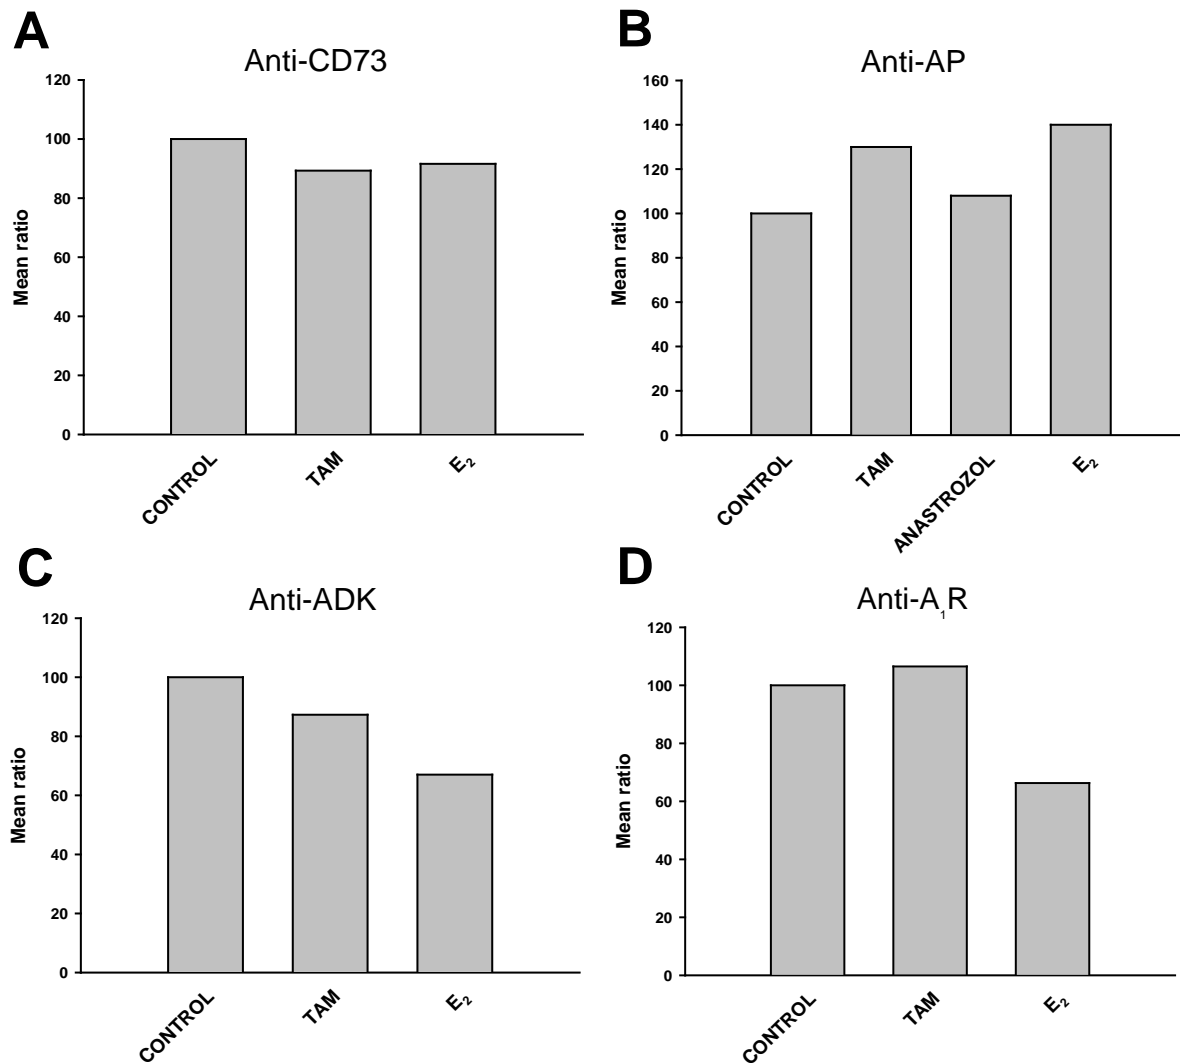 A
Anti-CD73
120
100
80
60
40
20
0
Mean ratio
CONTROL
TAM
E₂
B
Anti-AP
160
140
120
100
80
60
40
20
0
Mean ratio
CONTROL
TAM
ANASTROZOL
E₂
C
Anti-ADK
120
100
80
60
40
20
0
Mean ratio
CONTROL
TAM
E₂
D
Anti-A₁R
120
100
80
60
40
20
0
Mean ratio
CONTROL
TAM
E₂